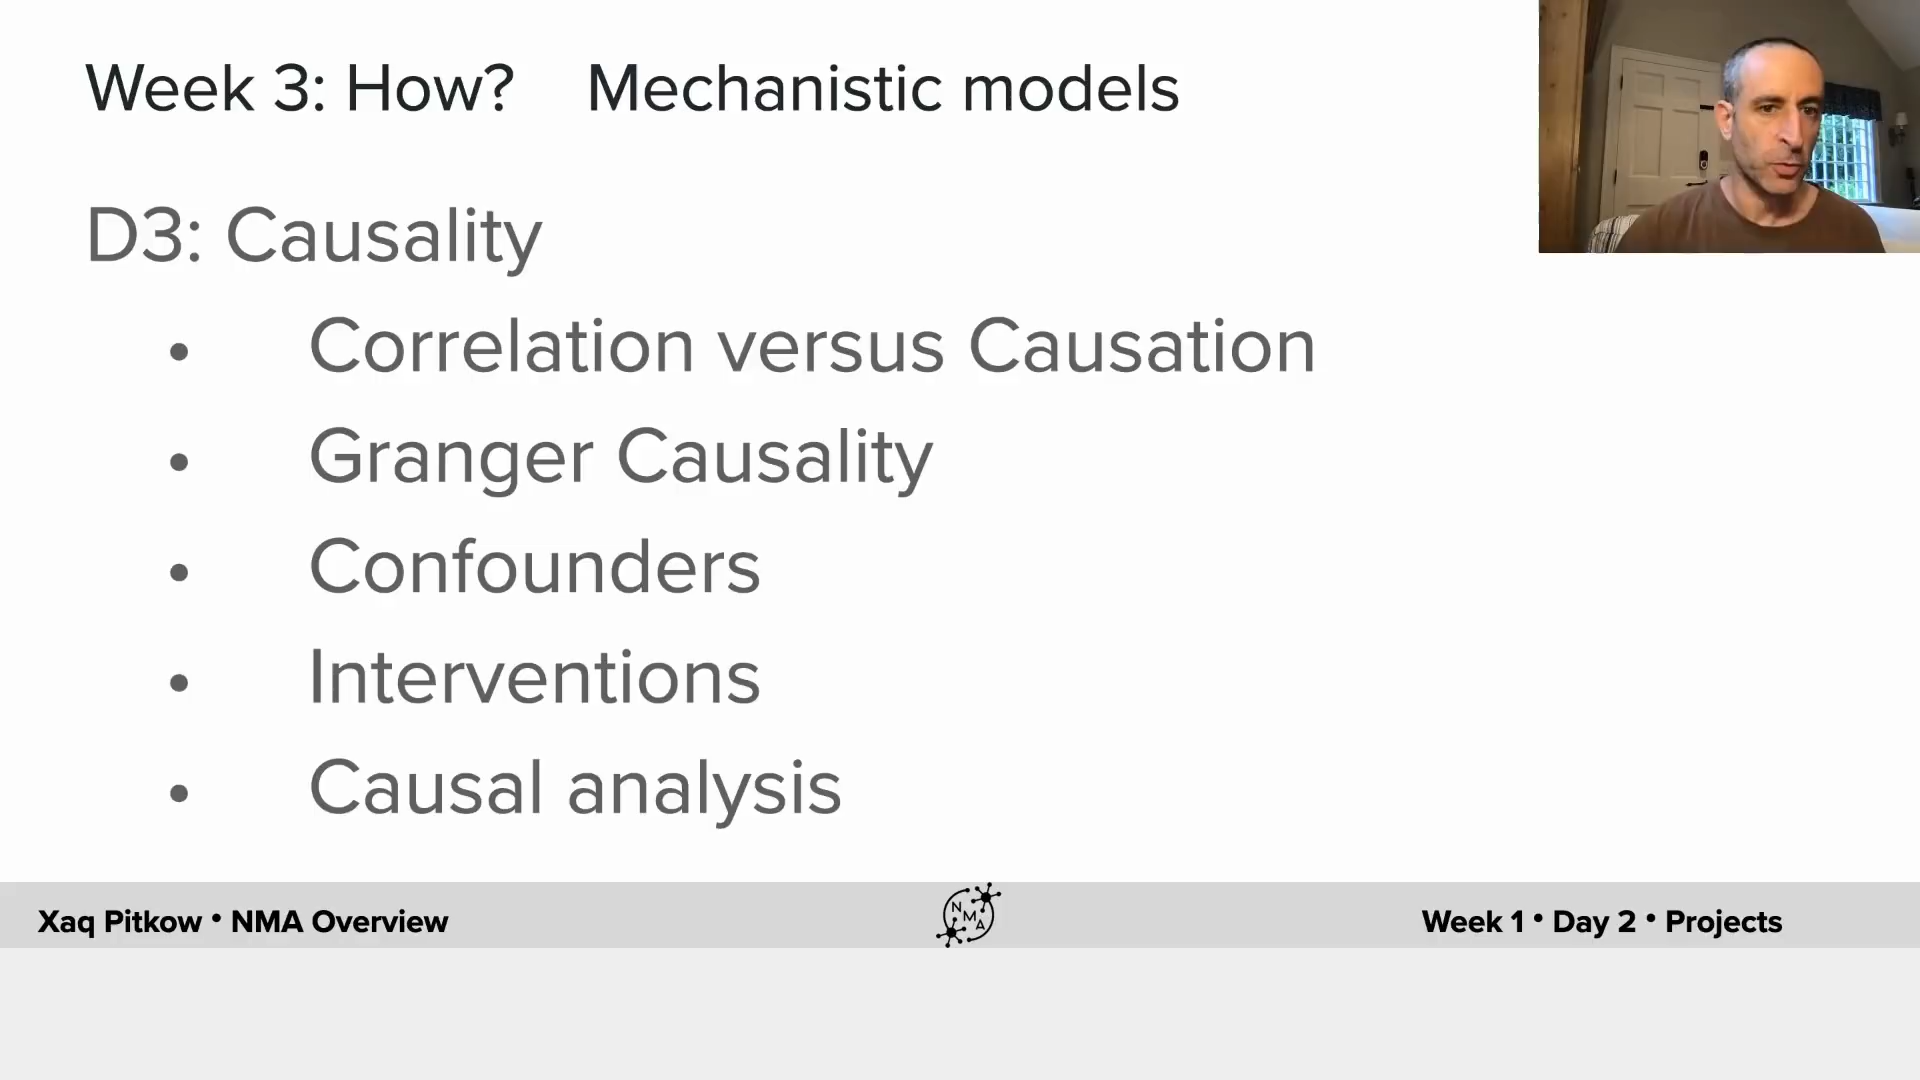 Week 3: How? Mechanistic models
D3: Causality
• Correlation versus Causation
• Granger Causality
• Confounders
• Interventions
• Causal analysis
Xaq Pitkow • NMA Overview
NMA
Week 1 • Day 2 • Projects